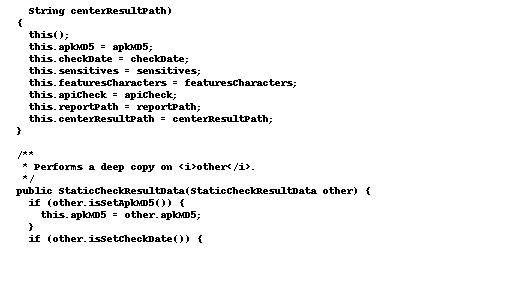 String centerResultPath)
{
this();
this.apkMD5 = apkMD5;
this.checkDate = checkDate;
this.sensitives = sensitives;
this.featuresCharacters = featuresCharacters;
this.apiCheck = apiCheck;
this.reportPath = reportPath;
this.centerResultPath = centerResultPath;
}
/**
* Performs a deep copy on <i>other</i>.
*/
public StaticCheckResultData(StaticCheckResultData other) {
if (other.isSetApkMD5()) {
this.apkMD5 = other.apkMD5;
}
if (other.isSetCheckDate()) {